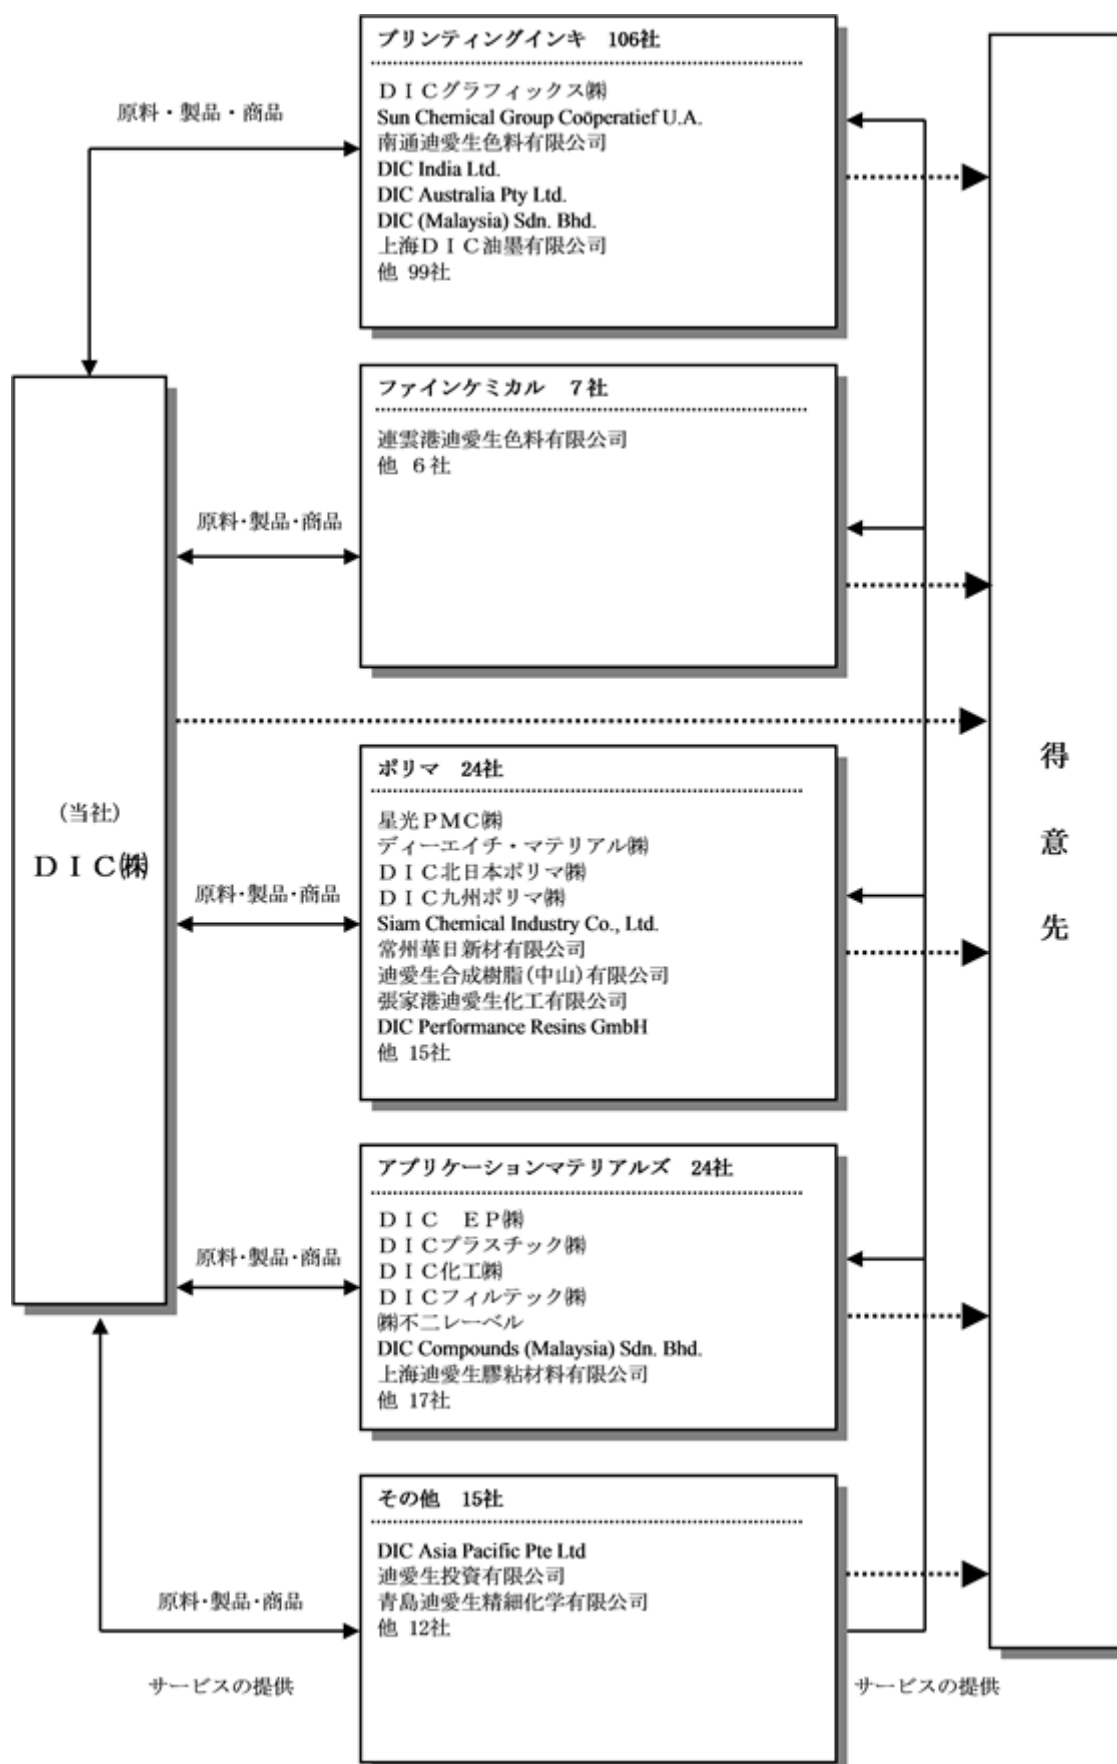 プリンティングインキ　106社
ＤＩＣグラフィックス㈱
Sun Chemical Group Coöperatief U.A.
南通迪愛生色料有限公司
DIC India Ltd.
DIC Australia Pty Ltd.
DIC (Malaysia) Sdn. Bhd.
上海ＤＩＣ油墨有限公司
他 99社
原料・製品・商品
ファインケミカル　７社
連雲港迪愛生色料有限公司
他 ６社
原料・製品・商品
(当社)
ＤＩＣ㈱
ポリマ　24社
星光ＰＭＣ㈱
ディーエイチ・マテリアル㈱
ＤＩＣ北日本ポリマ㈱
ＤＩＣ九州ポリマ㈱
Siam Chemical Industry Co., Ltd.
常州華日新材有限公司
迪愛生合成樹脂(中山)有限公司
張家港迪愛生化工有限公司
DIC Performance Resins GmbH
他 15社
原料・製品・商品
アプリケーションマテリアルズ　24社
ＤＩＣ　ＥＰ㈱
ＤＩＣプラスチック㈱
ＤＩＣ化工㈱
ＤＩＣフィルテック㈱
㈱不二レーベル
DIC Compounds (Malaysia) Sdn. Bhd.
上海迪愛生膠粘材料有限公司
他 17社
原料・製品・商品
その他　15社
DIC Asia Pacific Pte Ltd
迪愛生投資有限公司
青島迪愛生精細化学有限公司
他 12社
原料・製品・商品
サービスの提供
サービスの提供
得意先